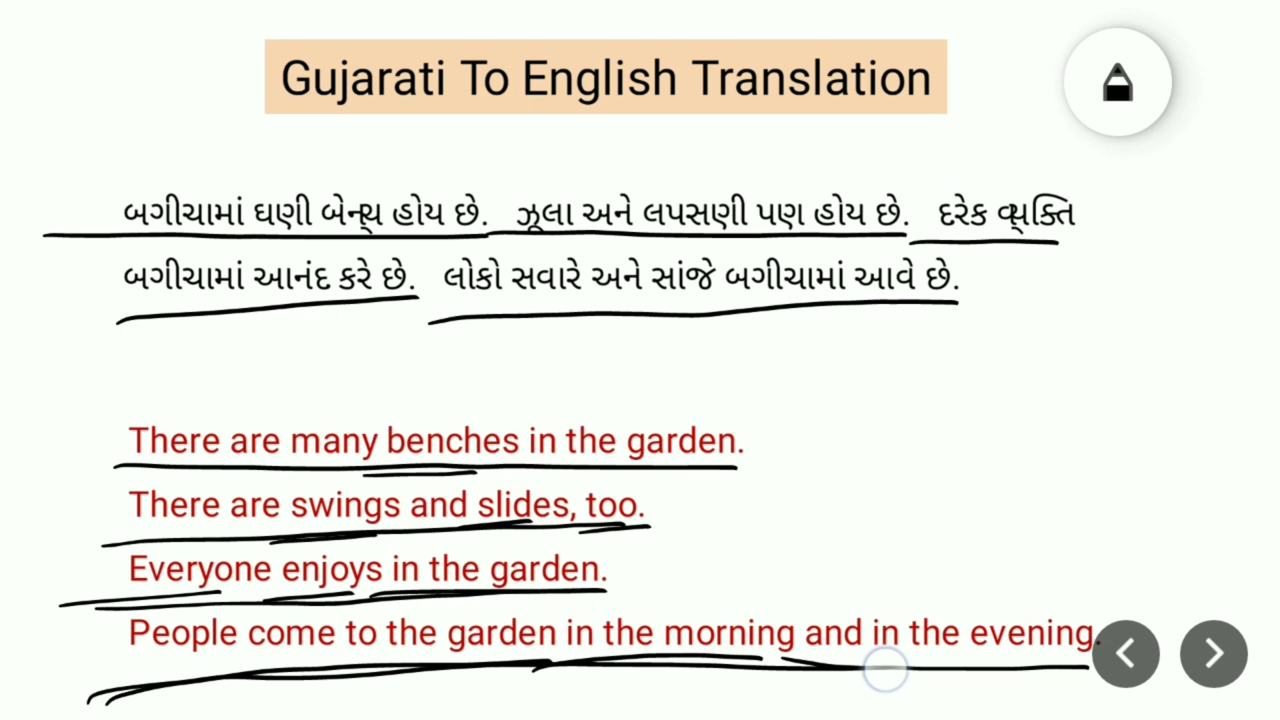 Gujarati To English Translation
બગીચામાં ઘણી બેન્ચ હોય છે. ઝૂલા અને લપસણી પણ હોય છે. દરેક વ્યક્તિ
બગીચામાં આનંદ કરે છે. લોકો સવારે અને સાંજે બગીચામાં આવે છે.
There are many benches in the garden.
There are swings and slides, too.
Everyone enjoys in the garden.
People come to the garden in the morning and in the evening.